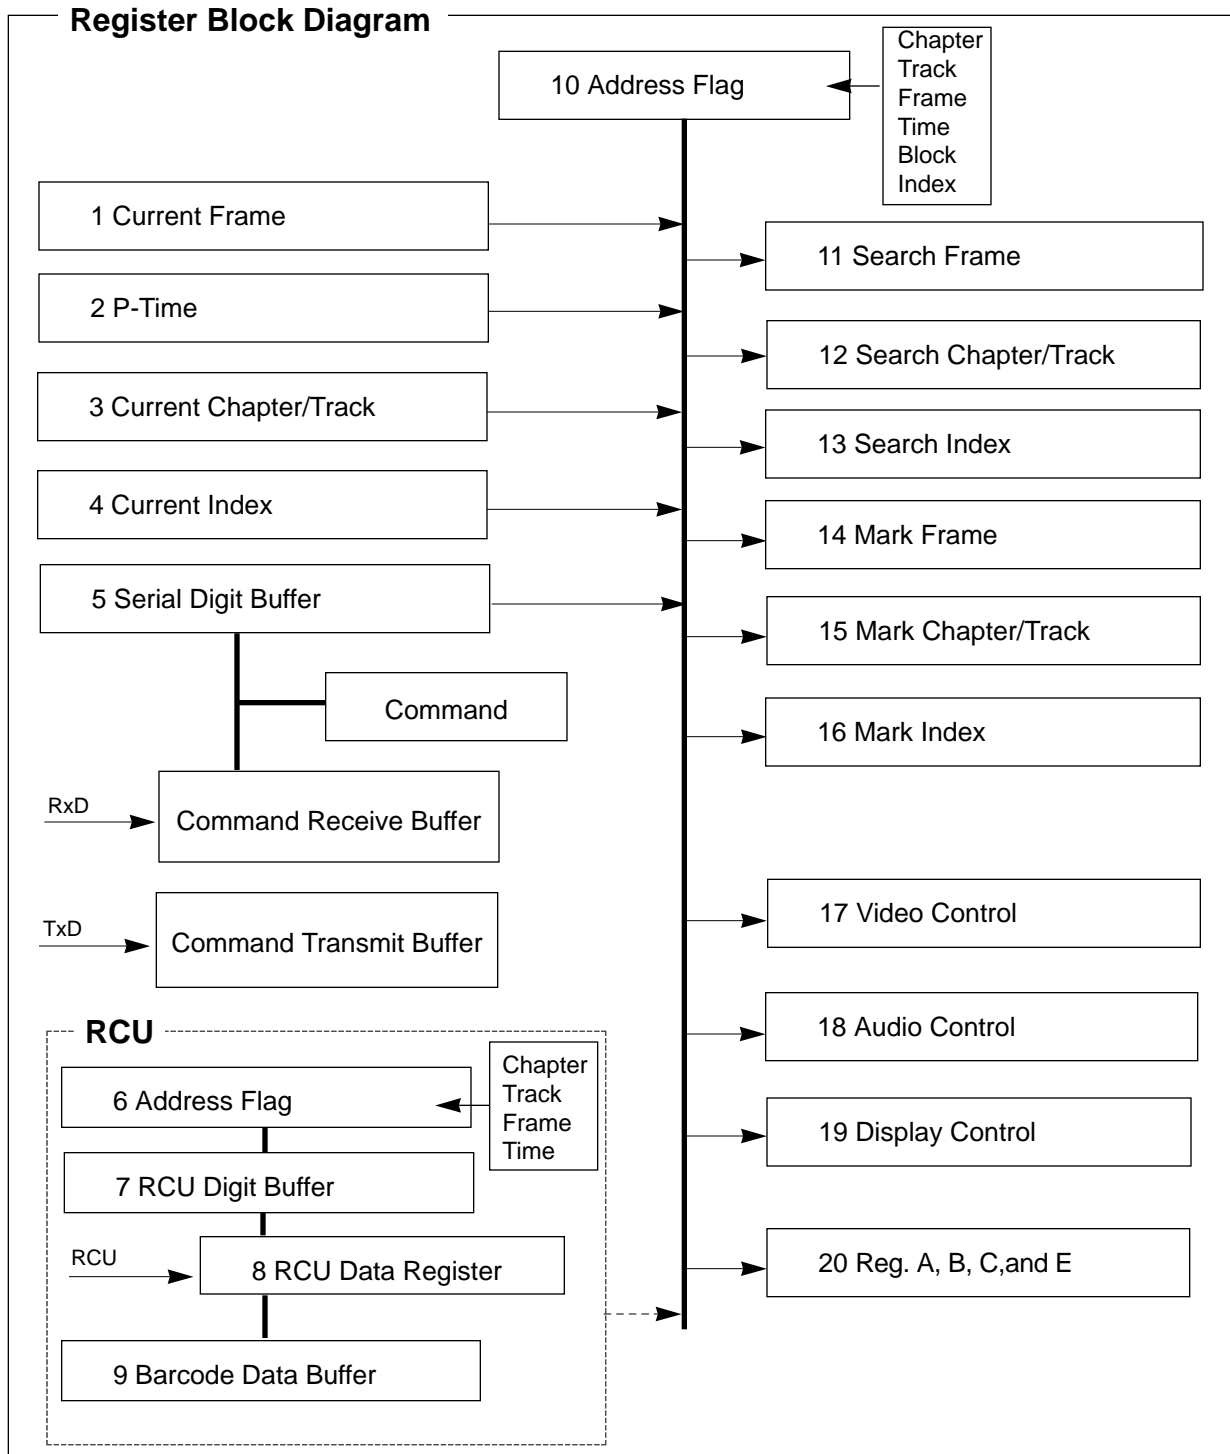 Register Block Diagram
10 Address Flag
Chapter
Track
Frame
Time
Block
Index
1 Current Frame
11 Search Frame
2 P-Time
12 Search Chapter/Track
3 Current Chapter/Track
13 Search Index
4 Current Index
14 Mark Frame
5 Serial Digit Buffer
15 Mark Chapter/Track
Command
16 Mark Index
RxD
Command Receive Buffer
17 Video Control
TxD
Command Transmit Buffer
18 Audio Control
RCU
Chapter
Track
Frame
Time
6 Address Flag
19 Display Control
7 RCU Digit Buffer
RCU
8 RCU Data Register
20 Reg. A, B, C,and E
9 Barcode Data Buffer